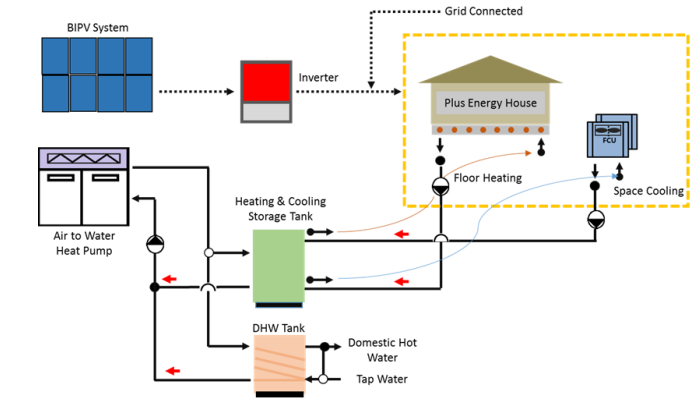 BIPV System
Grid Connected
Inverter
Plus Energy House
FCU
Floor Heating
Space Cooling
Air to Water
Heat Pump
Heating & Cooling
Storage Tank
DHW Tank
Domestic Hot
Water
Tap Water